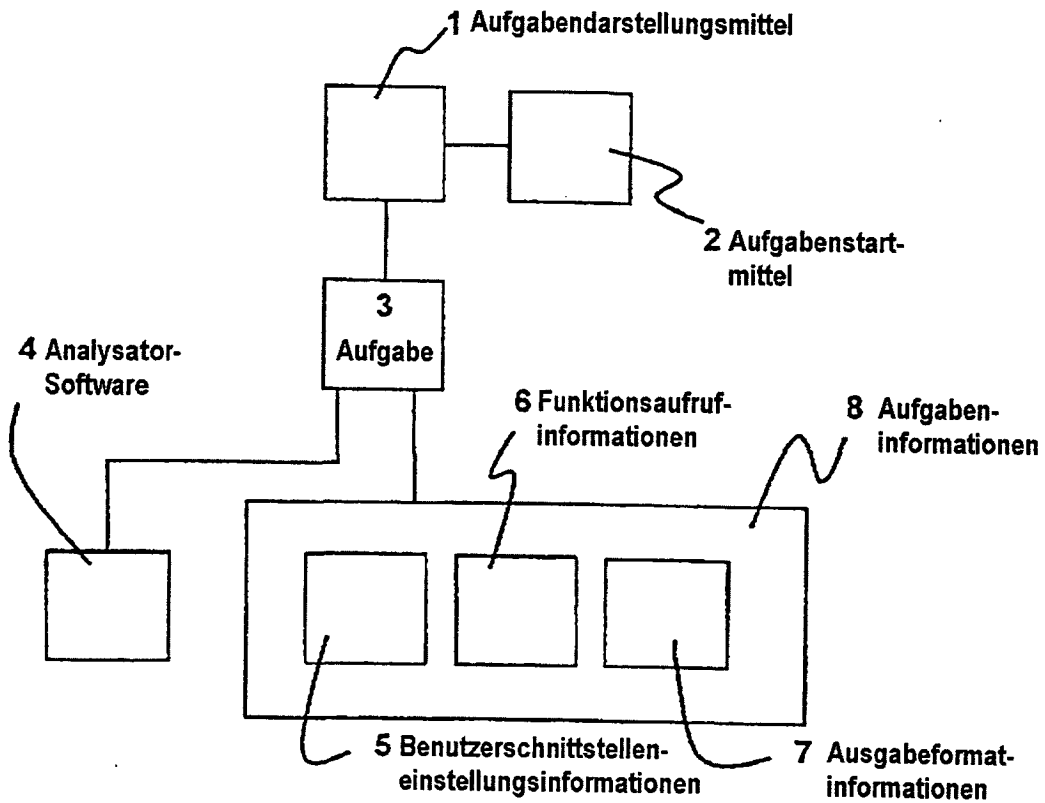 1 Aufgabendarstellungsmittel
2 Aufgabenstart-
mittel
3
Aufgabe
4 Analysator-
Software
6 Funktionsaufruf-
informationen
8 Aufgaben-
informationen
5 Benutzerschnittstellen-
einstellungsinformationen
7 Ausgabeformat-
informationen